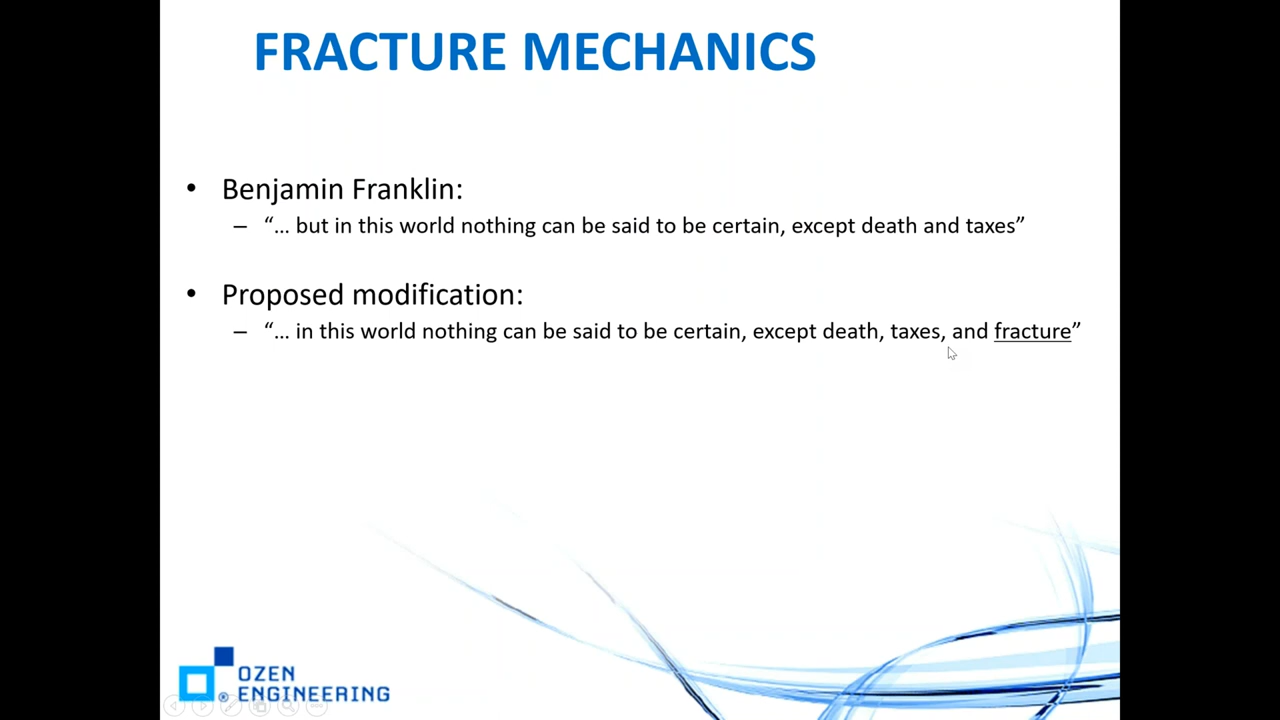 FRACTURE MECHANICS
• Benjamin Franklin:
– “… but in this world nothing can be said to be certain, except death and taxes”
• Proposed modification:
– “… in this world nothing can be said to be certain, except death, taxes, and fracture”
OZEN
ENGINEERING